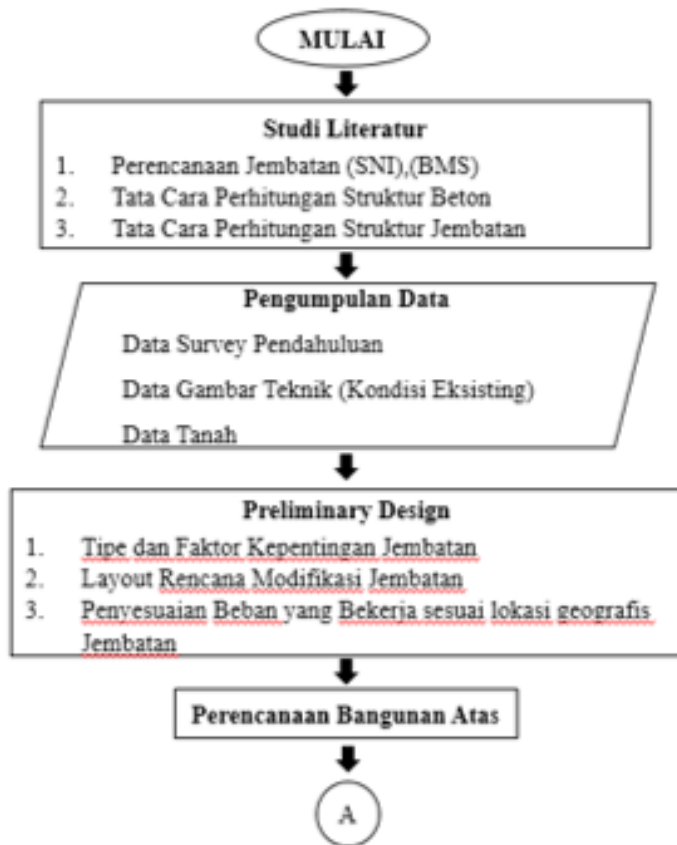 MULAI
Studi Literatur
1. Perencanaan Jembatan (SNI),(BMS)
2. Tata Cara Perhitungan Struktur Beton
3. Tata Cara Perhitungan Struktur Jembatan
Pengumpulan Data
Data Survey Pendahuluan
Data Gambar Teknik (Kondisi Eksisting)
Data Tanah
Preliminary Design
1. Tipe dan Faktor Kepentingan Jembatan
2. Layout Rencana Modifikasi Jembatan
3. Penyesuaian Beban yang Bekerja sesuai lokasi geografis
Jembatan
Perencanaan Bangunan Atas
A